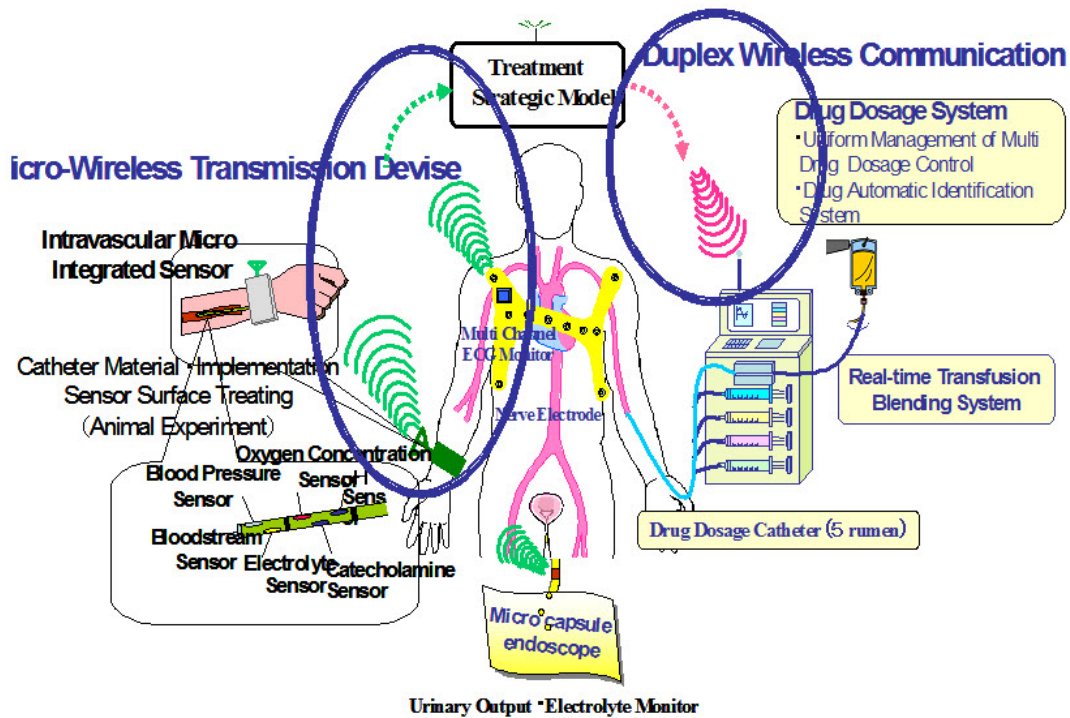 Treatment
Strategic Model
Duplex Wireless Communication
Drug Dosage System
・Uniform Management of Multi
Drug Dosage Control
・Drug Automatic Identification
System
icro-Wireless Transmission Devise
Intravascular Micro
Integrated Sensor
Catheter Material・Implementation
Sensor Surface Treating
(Animal Experiment)
Multi Channel
ECG Monitor
Nerve Electrode
Real-time Transfusion
Blending System
Oxygen Concentration
Sensor
Sens
Blood Pressure
Sensor
Bloodstream
Sensor
Electrolyte
Sensor
Catecholamine
Sensor
Drug Dosage Catheter (5 rumen)
Micro capsule
endoscope
Urinary Output・Electrolyte Monitor